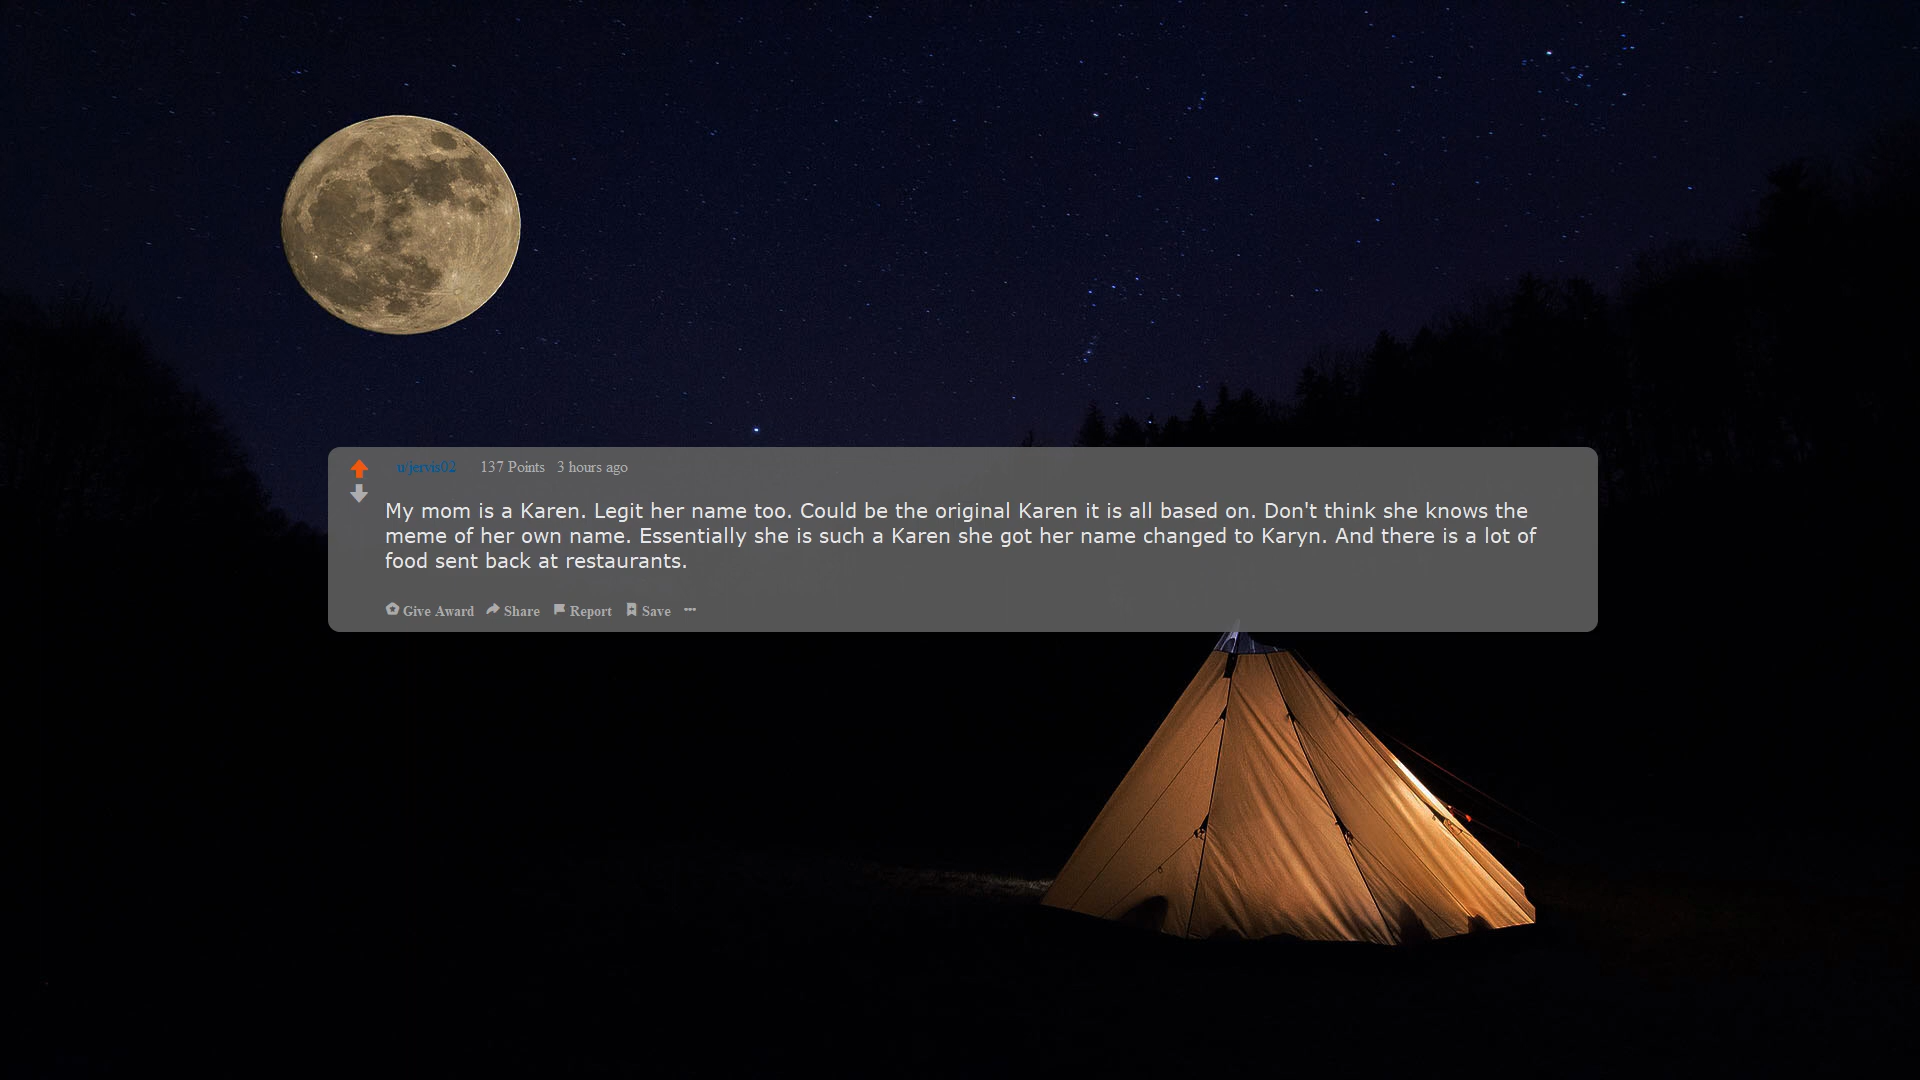 u/jervis02 137 Points 3 hours ago
My mom is a Karen. Legit her name too. Could be the original Karen it is all based on. Don't think she knows the
meme of her own name. Essentially she is such a Karen she got her name changed to Karyn. And there is a lot of
food sent back at restaurants.
Give Award Share Report Save ···